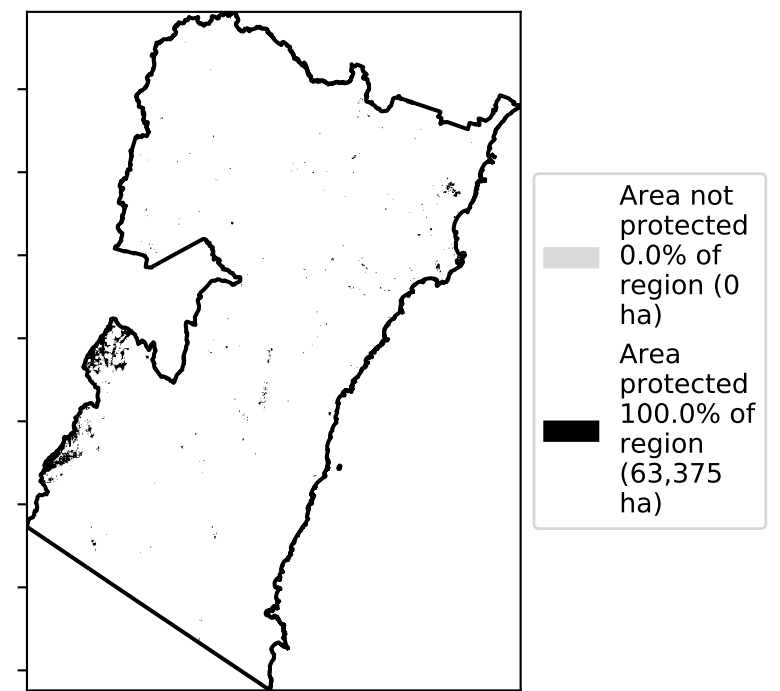 Area not
protected
0.0% of
region (0
ha)
Area
protected
100.0% of
region
(63,375
ha)